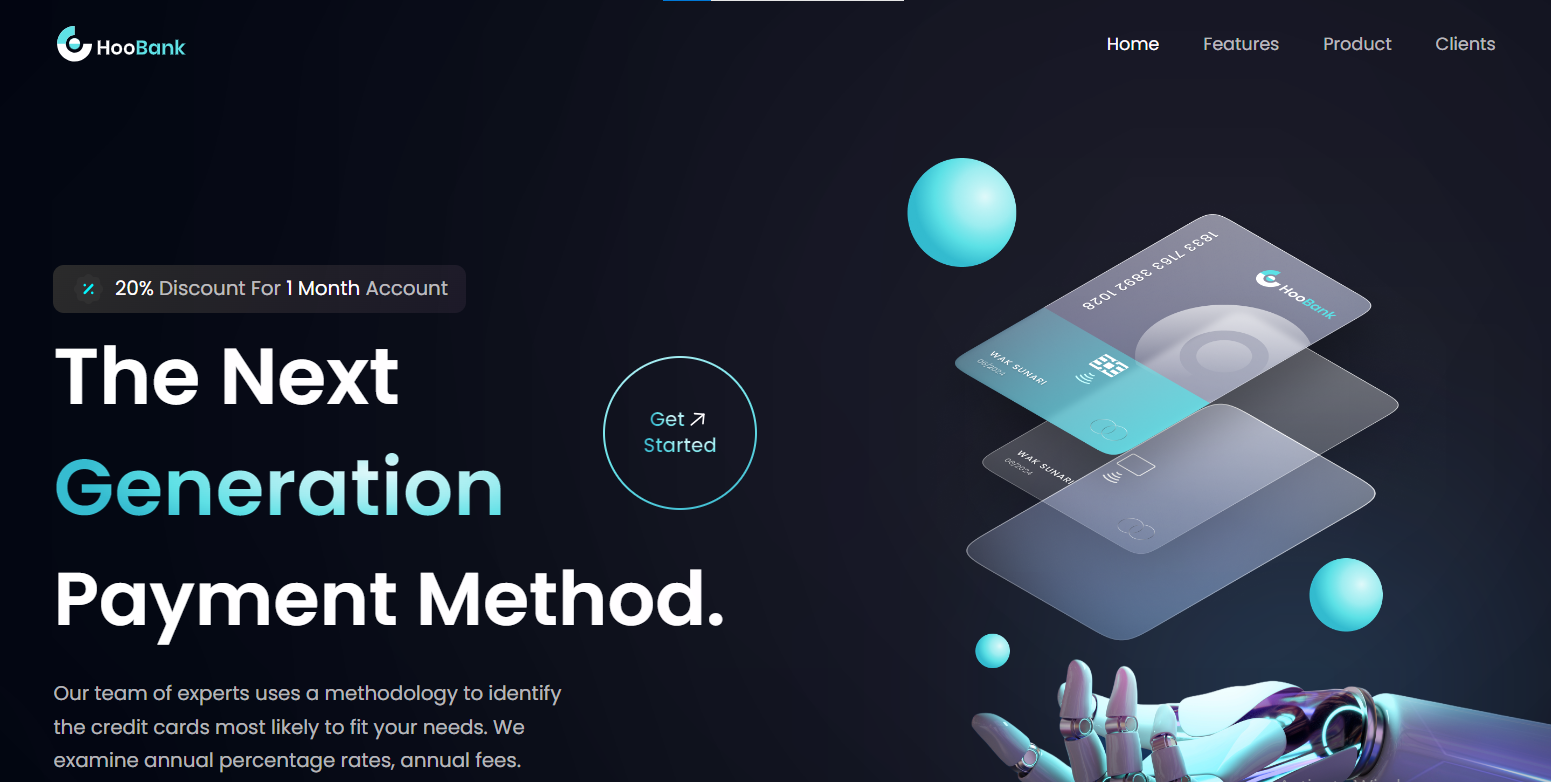 HooBank
Home
Features
Product
Clients
20% Discount For 1 Month Account
The Next
Generation
Payment Method.
Get
Started
Our team of experts uses a methodology to identify
the credit cards most likely to fit your needs. We
examine annual percentage rates, annual fees.
1833 7163 3892 1028
HooBank
WAK SUNARI
06/2024
WAK SUNARI
06/2024